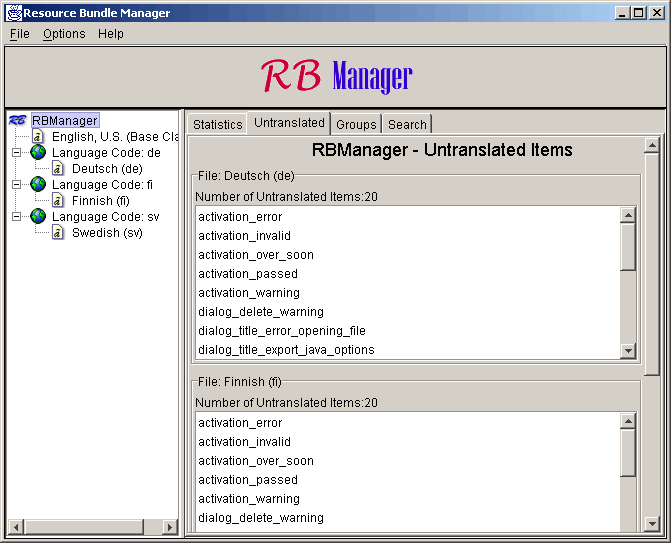 Resource Bundle Manager
File Options Help
RB Manager
RB RBManager
a English, U.S. (Base Cla
Language Code: de
a Deutsch (de)
Language Code: fi
a Finnish (fi)
Language Code: sv
a Swedish (sv)
Statistics Untranslated Groups Search
RBManager - Untranslated Items
File: Deutsch (de)
Number of Untranslated Items:20
activation_error
activation_invalid
activation_over_soon
activation_passed
activation_warning
dialog_delete_warning
dialog_title_error_opening_file
dialog_title_export_java_options
File: Finnish (fi)
Number of Untranslated Items:20
activation_error
activation_invalid
activation_over_soon
activation_passed
activation_warning
dialog_delete_warning